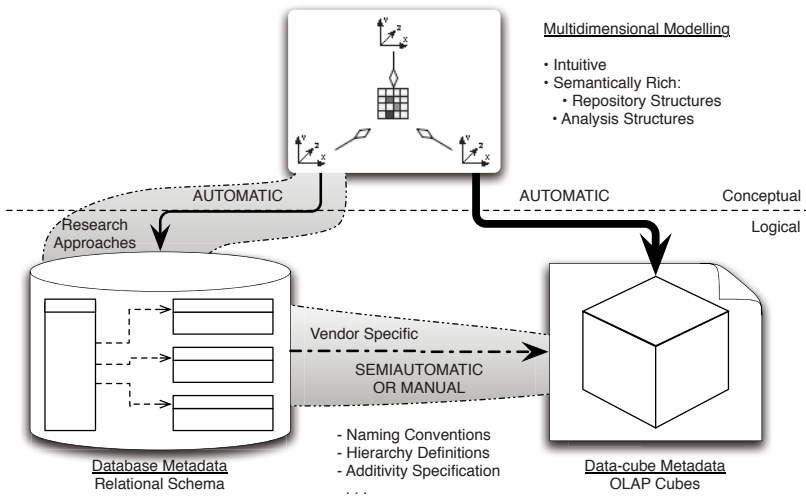 Multidimensional Modelling
• Intuitive
• Semantically Rich:
• Repository Structures
• Analysis Structures
Y
Z
X
Y
Z
X
Y
Z
X
AUTOMATIC
AUTOMATIC
Conceptual
Logical
Research
Approaches
Vendor Specific
SEMIAUTOMATIC
OR MANUAL
- Naming Conventions
- Hierarchy Definitions
- Additivity Specification
...
Database Metadata
Relational Schema
Data-cube Metadata
OLAP Cubes